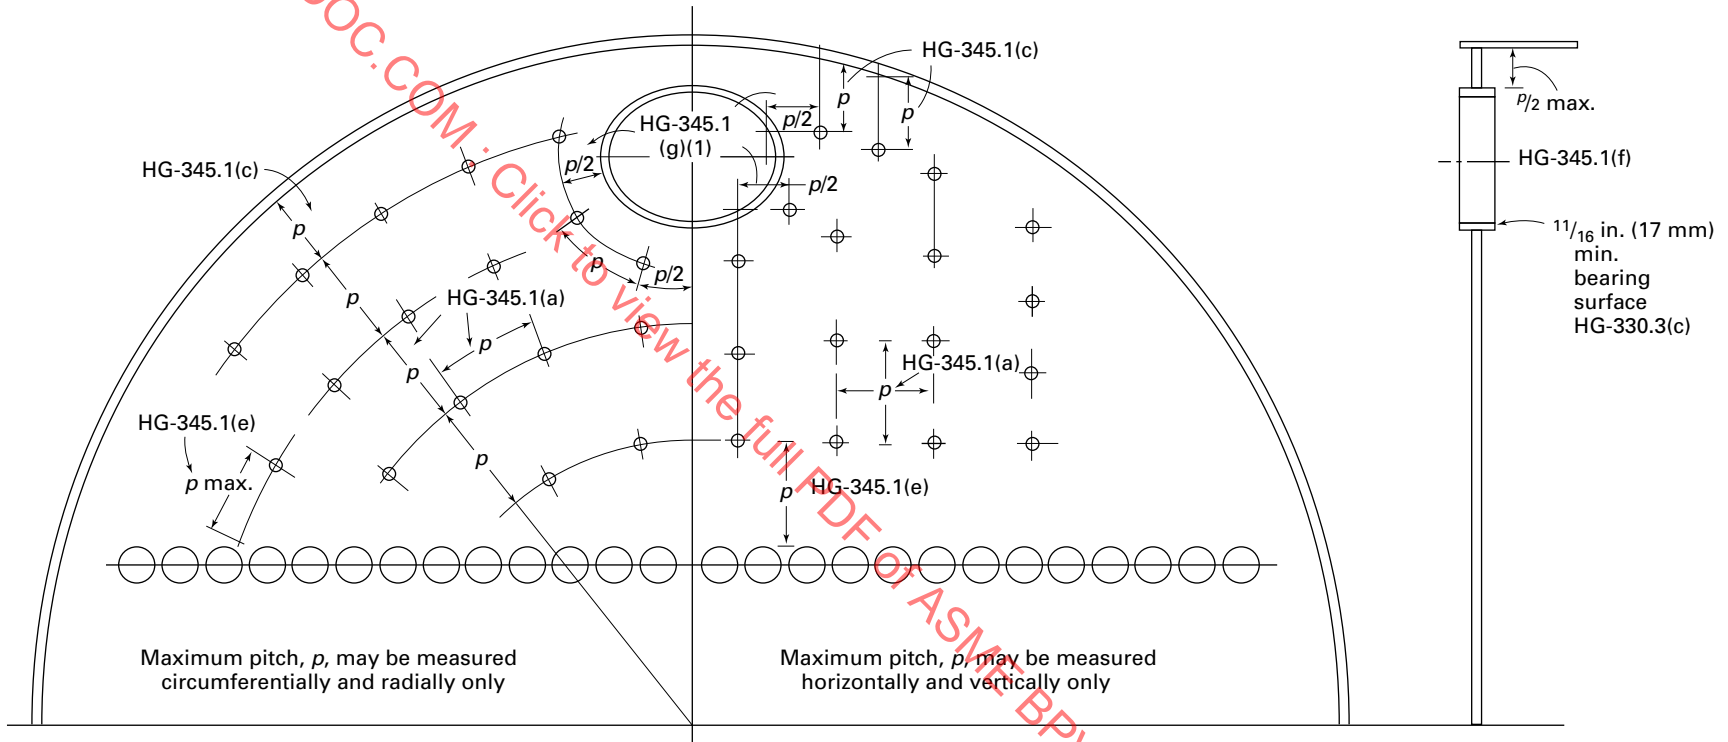 HG-345.1(c)
p
p
p/2
HG-345.1
(g)(1)
p/2
HG-345.1(c)
p/2
p
p
p/2
p
HG-345.1(a)
p
p
HG-345.1(a)
p
HG-345.1(e)
p max.
p
p
HG-345.1(e)
Maximum pitch, p, may be measured
circumferentially and radially only
Maximum pitch, p, may be measured
horizontally and vertically only
p/2 max.
HG-345.1(f)
11/16 in. (17 mm)
min.
bearing
surface
HG-330.3(c)
OC.COM : Click to view the full PDF of ASME BPV